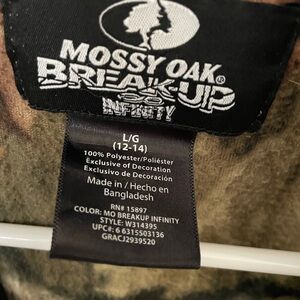 MOSSY OAK®
BREAK-UP
INFINITY
L/G
(12-14)
100% Polyester/Poliéster
Exclusive of Decoration
Exclusivo de Decoración
Made in / Hecho en
Bangladesh
RN# 15897
COLOR: MO BREAKUP INFINITY
STYLE: W314395
UPC#: 6 6315503136
GRACJ2939520